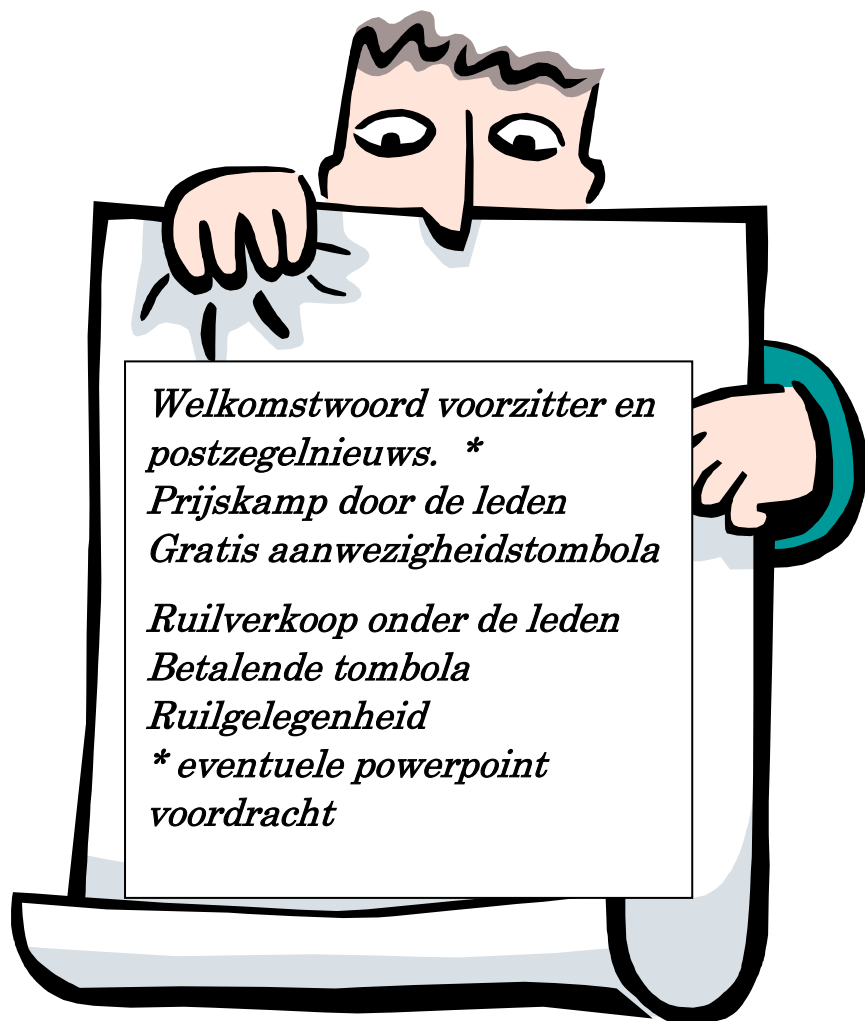 Welkomstwoord voorzitter en
postzegelnieuws. *
Prijskamp door de leden
Gratis aanwezigheidstombola
Ruilverkoop onder de leden
Betalende tombola
Ruilgelegenheid
* eventuele powerpoint
voordracht